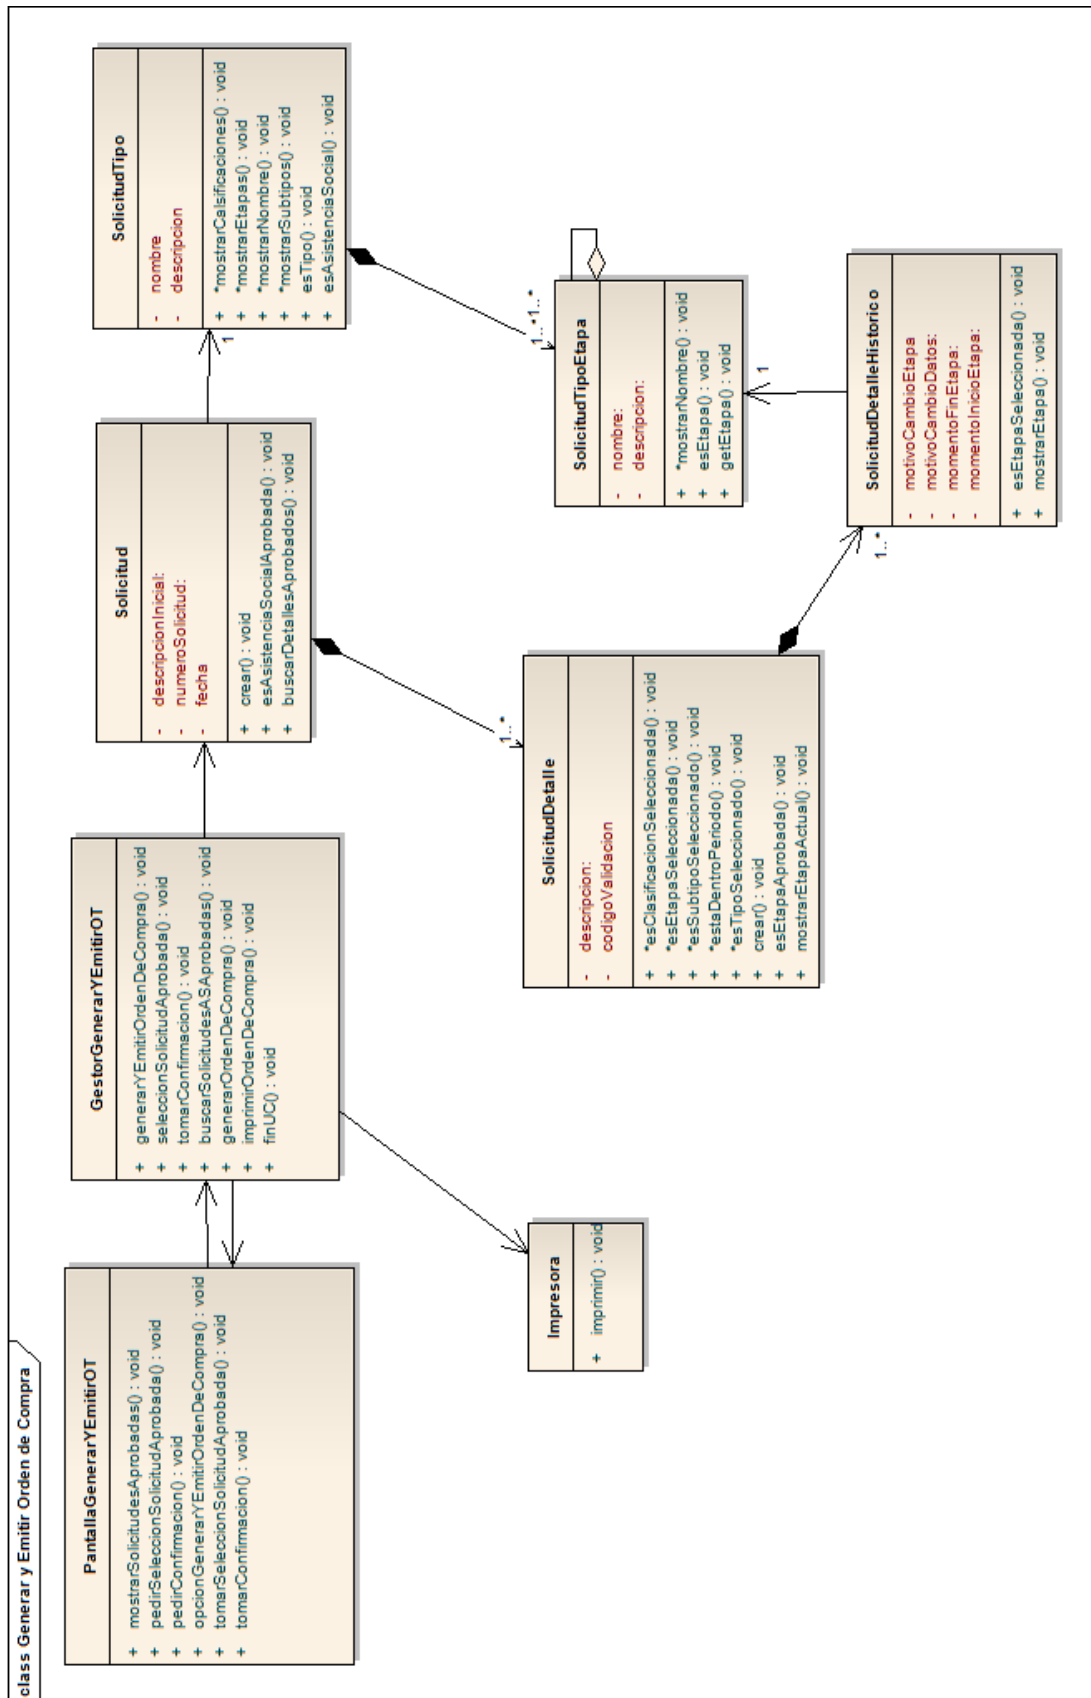 class Generar y Emitir Orden de Compra
PantallaGenerarYEmitirOT
+ mostrarSolicitudesAprobadas() : void
+ pedirSeleccionSolicitudAprobada() : void
+ pedirConfirmacion() : void
+ opcionGenerarYEmitirOrdenDeCompra() : void
+ tomarSeleccionSolicitudAprobada() : void
+ tomarConfirmacion() : void
GestorGenerarYEmitirOT
+ generarYEmitirOrdenDeCompra() : void
+ seleccionSolicitudAprobada() : void
+ tomarConfirmacion() : void
+ buscarSolicitudesASAprobadas() : void
+ generarOrdenDeCompra() : void
+ imprimirOrdenDeCompra() : void
+ finUC() : void
Solicitud
- descripcionInicial:
- numeroSolicitud:
- fecha
+ crear() : void
+ esAsistenciaSocialAprobada() : void
+ buscarDetallesAprobados() : void
1
SolicitudTipo
- nombre
- descripcion
+ *mostrarCalsificaciones() : void
+ *mostrarEtapas() : void
+ *mostrarNombre() : void
+ *mostrarSubtipos() : void
+ esTipo() : void
+ esAsistenciaSocial() : void
Impresora
+ imprimir() : void
SolicitudDetalle
- descripcion:
- codigoValidacion
+ *esClasificacionSeleccionada() : void
+ *esEtapaSeleccionada() : void
+ *esSubtipoSeleccionado() : void
+ *estaDentroPeriodo() : void
+ *esTipoSeleccionado() : void
+ crear() : void
+ esEtapaAprobada() : void
+ mostrarEtapaActual() : void
1..*
SolicitudTipoEtapa
- nombre:
- descripcion:
+ *mostrarNombre() : void
+ esEtapa() : void
+ getEtapa() : void
1..*1..*
1
SolicitudDetalleHistorico
- motivoCambioEtapa
- motivoCambioDatos:
- momentoFinEtapa:
- momentoInicioEtapa:
+ esEtapaSeleccionada() : void
+ mostrarEtapa() : void
1..*